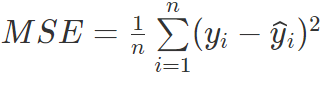 MSE = \frac{1}{n} \sum_{i=1}^{n} (y_i - \hat{y}_i)^2